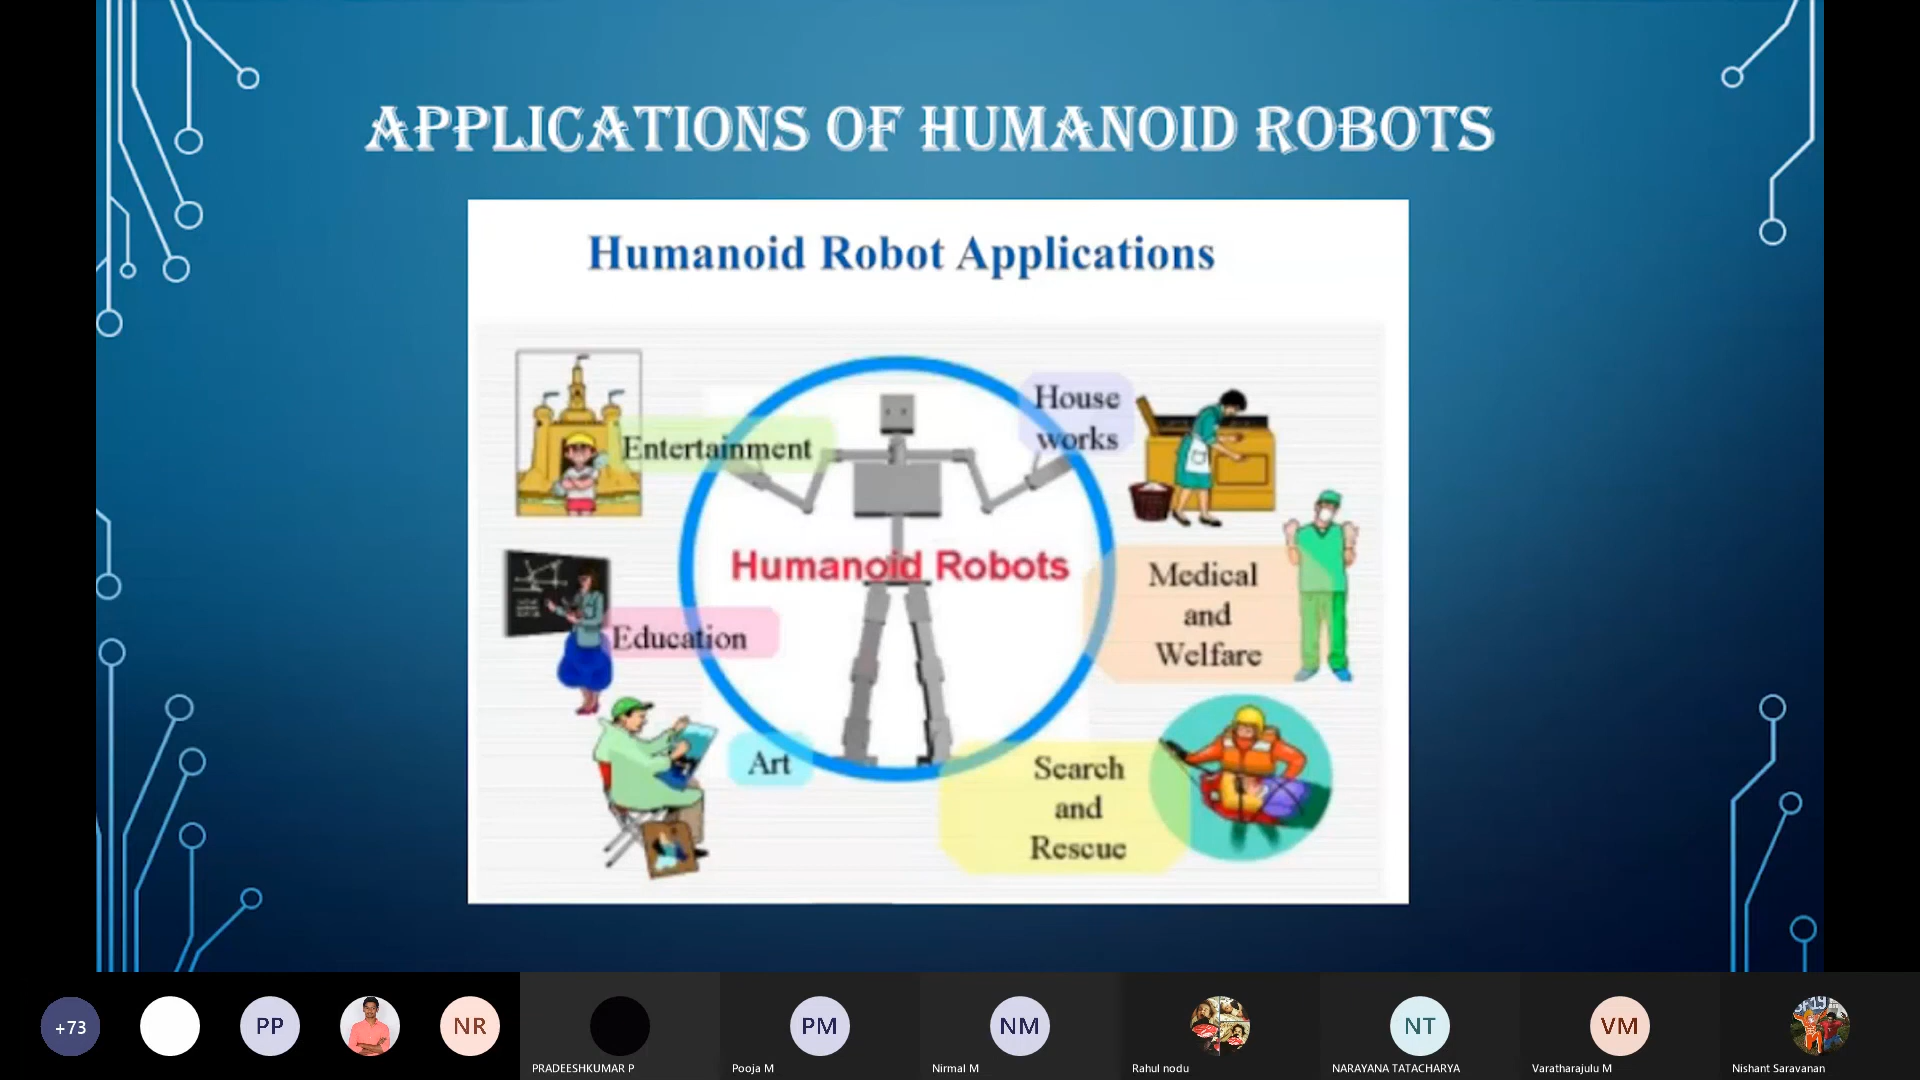 APPLICATIONS OF HUMANOID ROBOTS
Humanoid Robot Applications
Entertainment
House
works
Humanoid Robots
Medical
and
Welfare
Education
Art
Search
and
Rescue
+73
PP
NR
PRADEESHKUMAR P
PM
Pooja M
NM
Nirmal M
Rahul nodu
NT
NARAYANA TATACHARYA
VM
Varatharajulu M
Nishant Saravanan